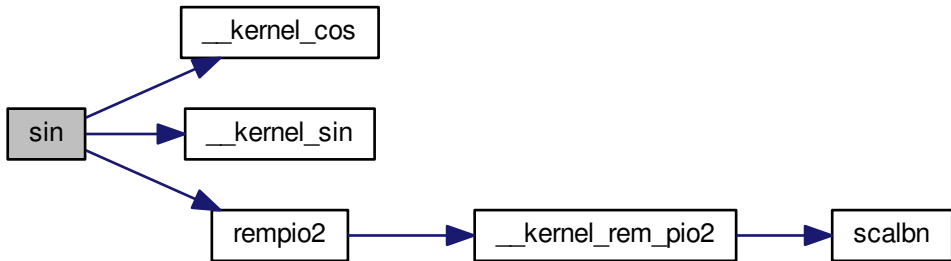 __kernel_cos
sin
__kernel_sin
rempio2
__kernel_rem_pio2
scalbn